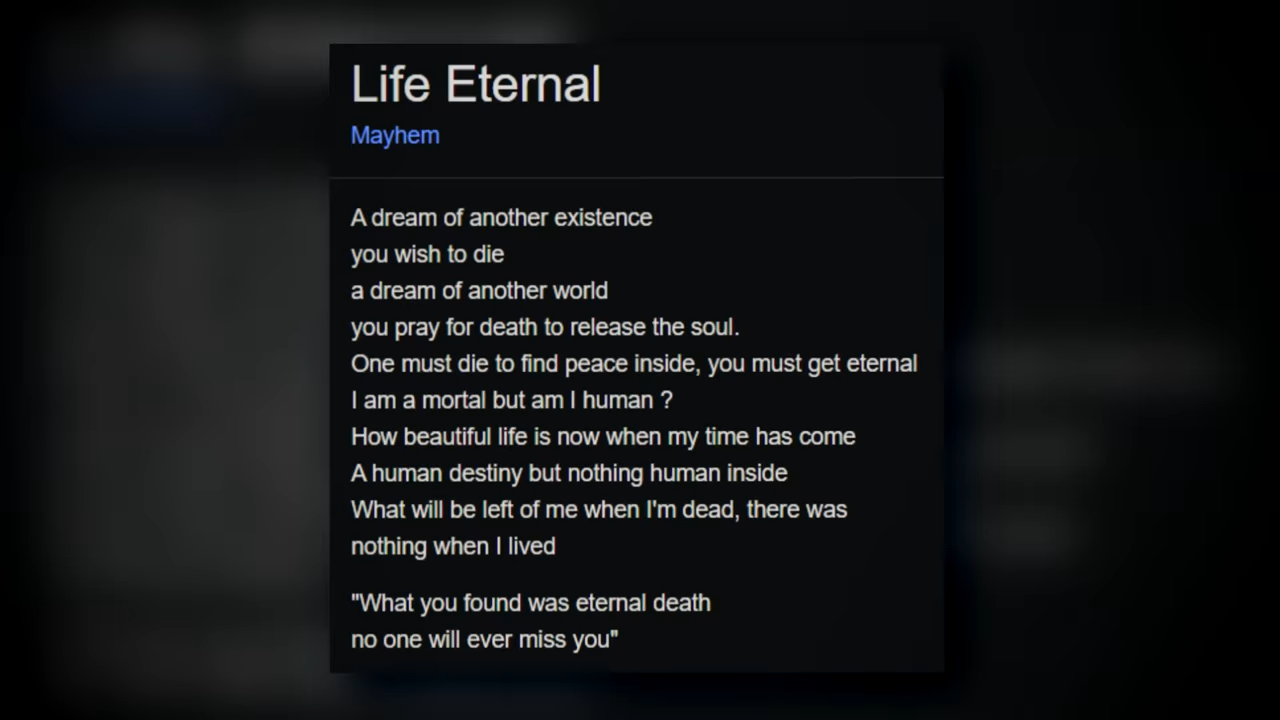 Life Eternal
Mayhem
A dream of another existence
you wish to die
a dream of another world
you pray for death to release the soul.
One must die to find peace inside, you must get eternal
I am a mortal but am I human ?
How beautiful life is now when my time has come
A human destiny but nothing human inside
What will be left of me when I'm dead, there was
nothing when I lived
"What you found was eternal death
no one will ever miss you"